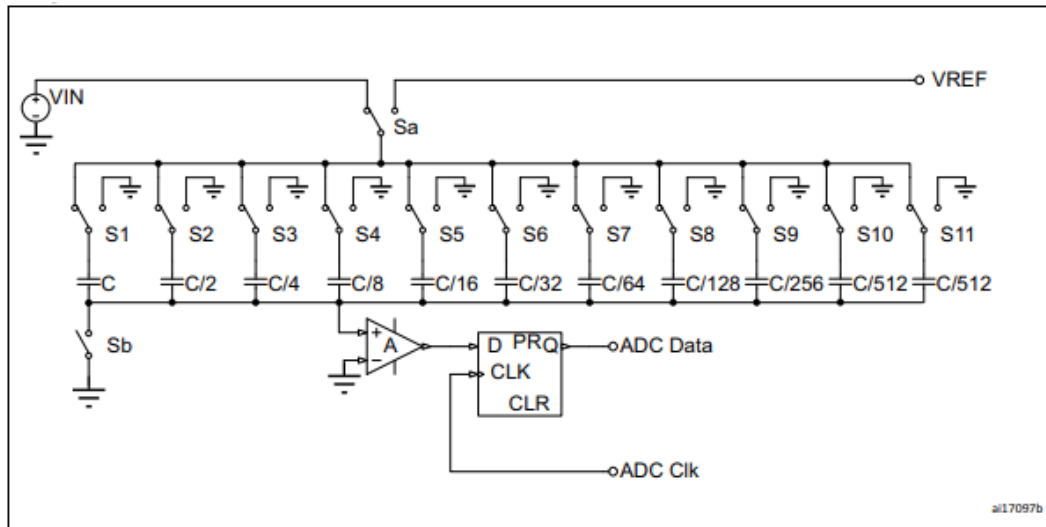 VIN
VREF
Sa
S1 S2 S3 S4 S5 S6 S7 S8 S9 S10 S11
C C/2 C/4 C/8 C/16 C/32 C/64 C/128 C/256 C/512 C/512
Sb
+ A -
D PR Q
ADC Data
CLK
CLR
ADC Clk
ai17097b